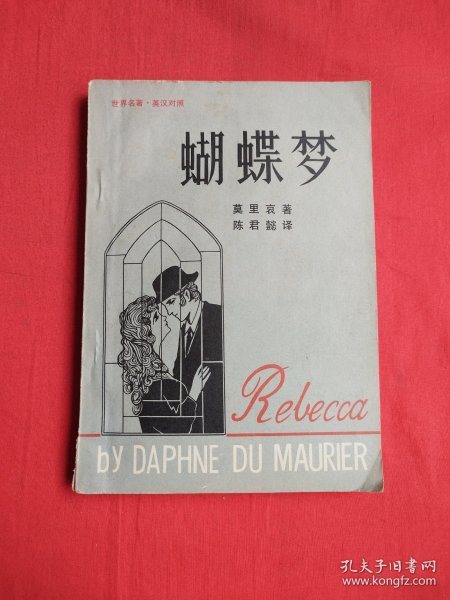 世界名著·英汉对照
蝴蝶梦
莫里哀著
陈君懿译
Rebecca
by DAPHNE DU MAURIER
孔夫子旧书网
www.kongfz.com